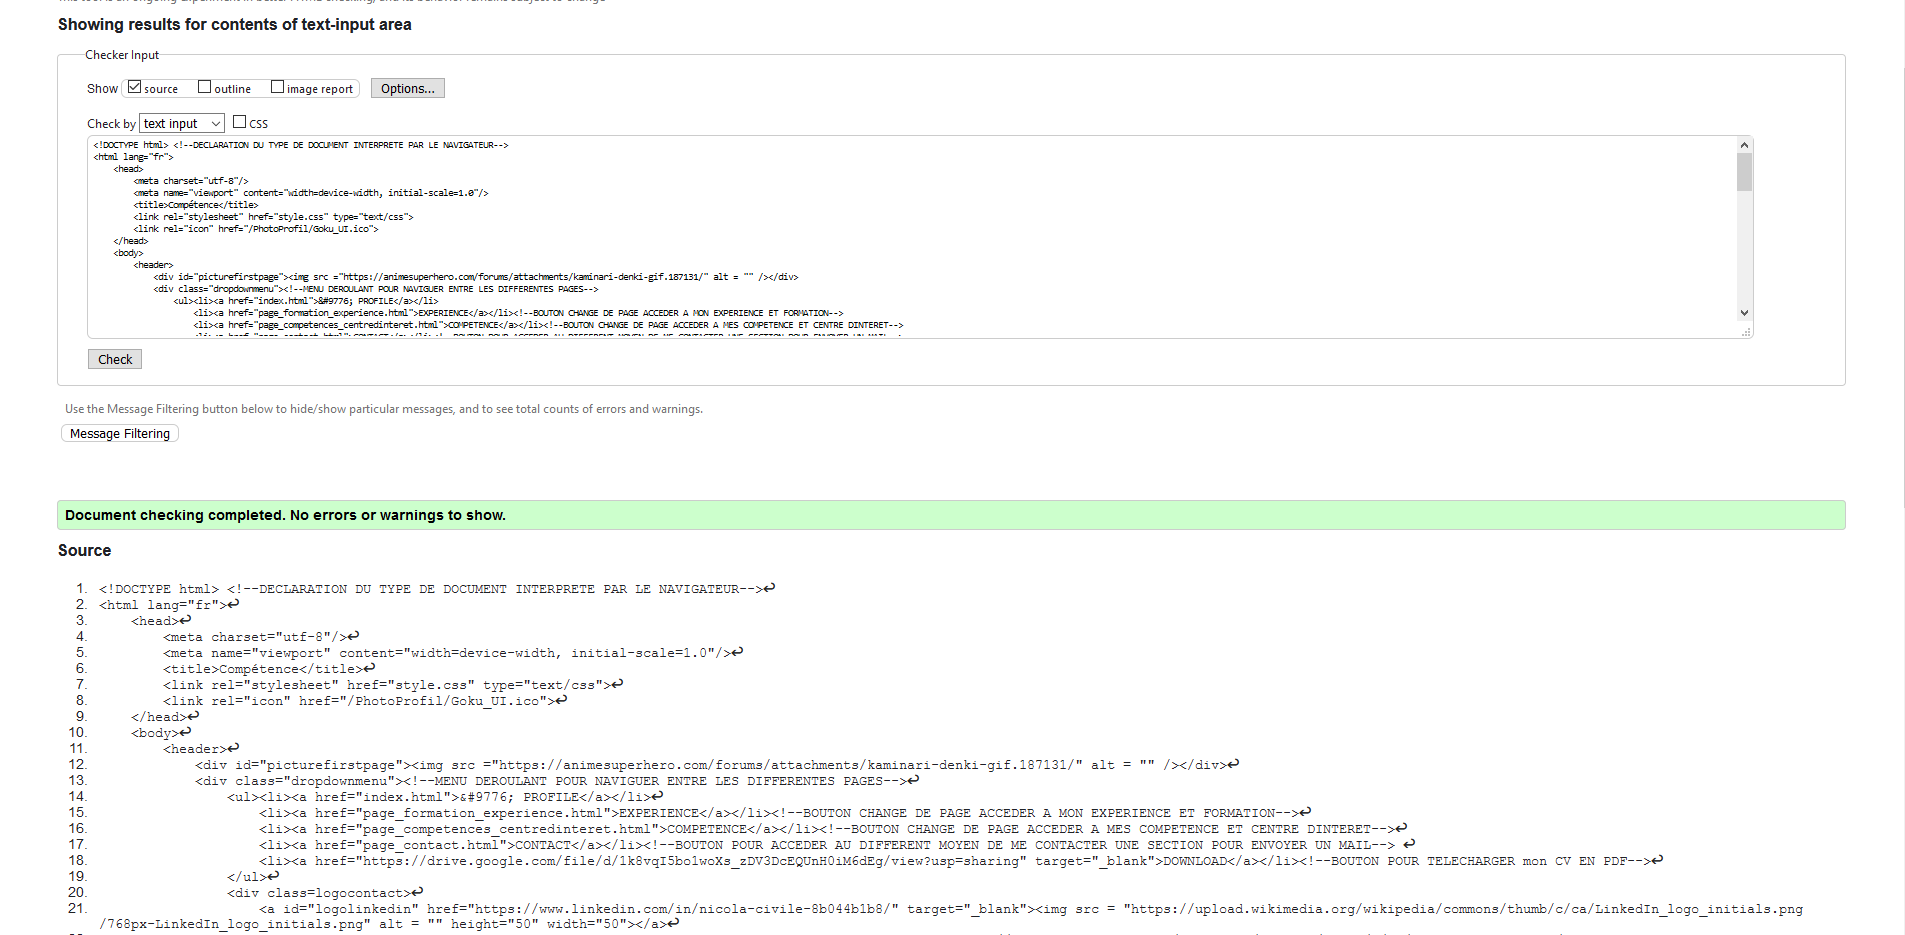 Showing results for contents of text-input area
Checker Input
Show source outline image report Options...
Check by text input CSS
<!DOCTYPE html> <!--DECLARATION DU TYPE DE DOCUMENT INTERPRETE PAR LE NAVIGATEUR-->
<html lang="fr">
<head>
<meta charset="utf-8"/>
<meta name="viewport" content="width=device-width, initial-scale=1.0"/>
<title>Compétence</title>
<link rel="stylesheet" href="style.css" type="text/css">
<link rel="icon" href="/PhotoProfil/Goku_UI.ico">
</head>
<body>
<header>
<div id="picturefirstpage"><img src ="https://animesuperhero.com/forums/attachments/kaminari-denki-gif.187131/" alt = "" /></div>
<div class="dropdownmenu"><!--MENU DEROULANT POUR NAVIGUER ENTRE LES DIFFERENTES PAGES-->
<ul><li><a href="index.html">&#9776; PROFILE</a></li>
<li><a href="page_formation_experience.html">EXPERIENCE</a></li><!--BOUTON CHANGE DE PAGE ACCEDER A MON EXPERIENCE ET FORMATION-->
<li><a href="page_competences_centredinteret.html">COMPETENCE</a></li><!--BOUTON CHANGE DE PAGE ACCEDER A MES COMPETENCE ET CENTRE DINTERET-->
Check
Use the Message Filtering button below to hide/show particular messages, and to see total counts of errors and warnings.
Message Filtering
Document checking completed. No errors or warnings to show.
Source
1. <!DOCTYPE html> <!--DECLARATION DU TYPE DE DOCUMENT INTERPRETE PAR LE NAVIGATEUR-->↩
2. <html lang="fr">↩
3. <head>↩
4. <meta charset="utf-8"/>↩
5. <meta name="viewport" content="width=device-width, initial-scale=1.0"/>↩
6. <title>Compétence</title>↩
7. <link rel="stylesheet" href="style.css" type="text/css">↩
8. <link rel="icon" href="/PhotoProfil/Goku_UI.ico">↩
9. </head>↩
10. <body>↩
11. <header>↩
12. <div id="picturefirstpage"><img src ="https://animesuperhero.com/forums/attachments/kaminari-denki-gif.187131/" alt = "" /></div>↩
13. <div class="dropdownmenu"><!--MENU DEROULANT POUR NAVIGUER ENTRE LES DIFFERENTES PAGES-->↩
14. <ul><li><a href="index.html">&#9776; PROFILE</a></li>↩
15. <li><a href="page_formation_experience.html">EXPERIENCE</a></li><!--BOUTON CHANGE DE PAGE ACCEDER A MON EXPERIENCE ET FORMATION-->↩
16. <li><a href="page_competences_centredinteret.html">COMPETENCE</a></li><!--BOUTON CHANGE DE PAGE ACCEDER A MES COMPETENCE ET CENTRE DINTERET-->↩
17. <li><a href="page_contact.html">CONTACT</a></li><!--BOUTON POUR ACCEDER AU DIFFERENT MOYEN DE ME CONTACTER UNE SECTION POUR ENVOYER UN MAIL--> ↩
18. <li><a href="https://drive.google.com/file/d/1k8vqI5bo1woXs_zDV3DcEQUnH0iM6dEg/view?usp=sharing" target="_blank">DOWNLOAD</a></li><!--BOUTON POUR TELECHARGER mon CV EN PDF-->↩
19. </ul>↩
20. <div class=logocontact>↩
21. <a id="logolinkedin" href="https://www.linkedin.com/in/nicola-civile-8b044b1b8/" target="_blank"><img src = "https://upload.wikimedia.org/wikipedia/commons/thumb/c/ca/LinkedIn_logo_initials.png
/768px-LinkedIn_logo_initials.png" alt = "" height="50" width="50"></a>↩